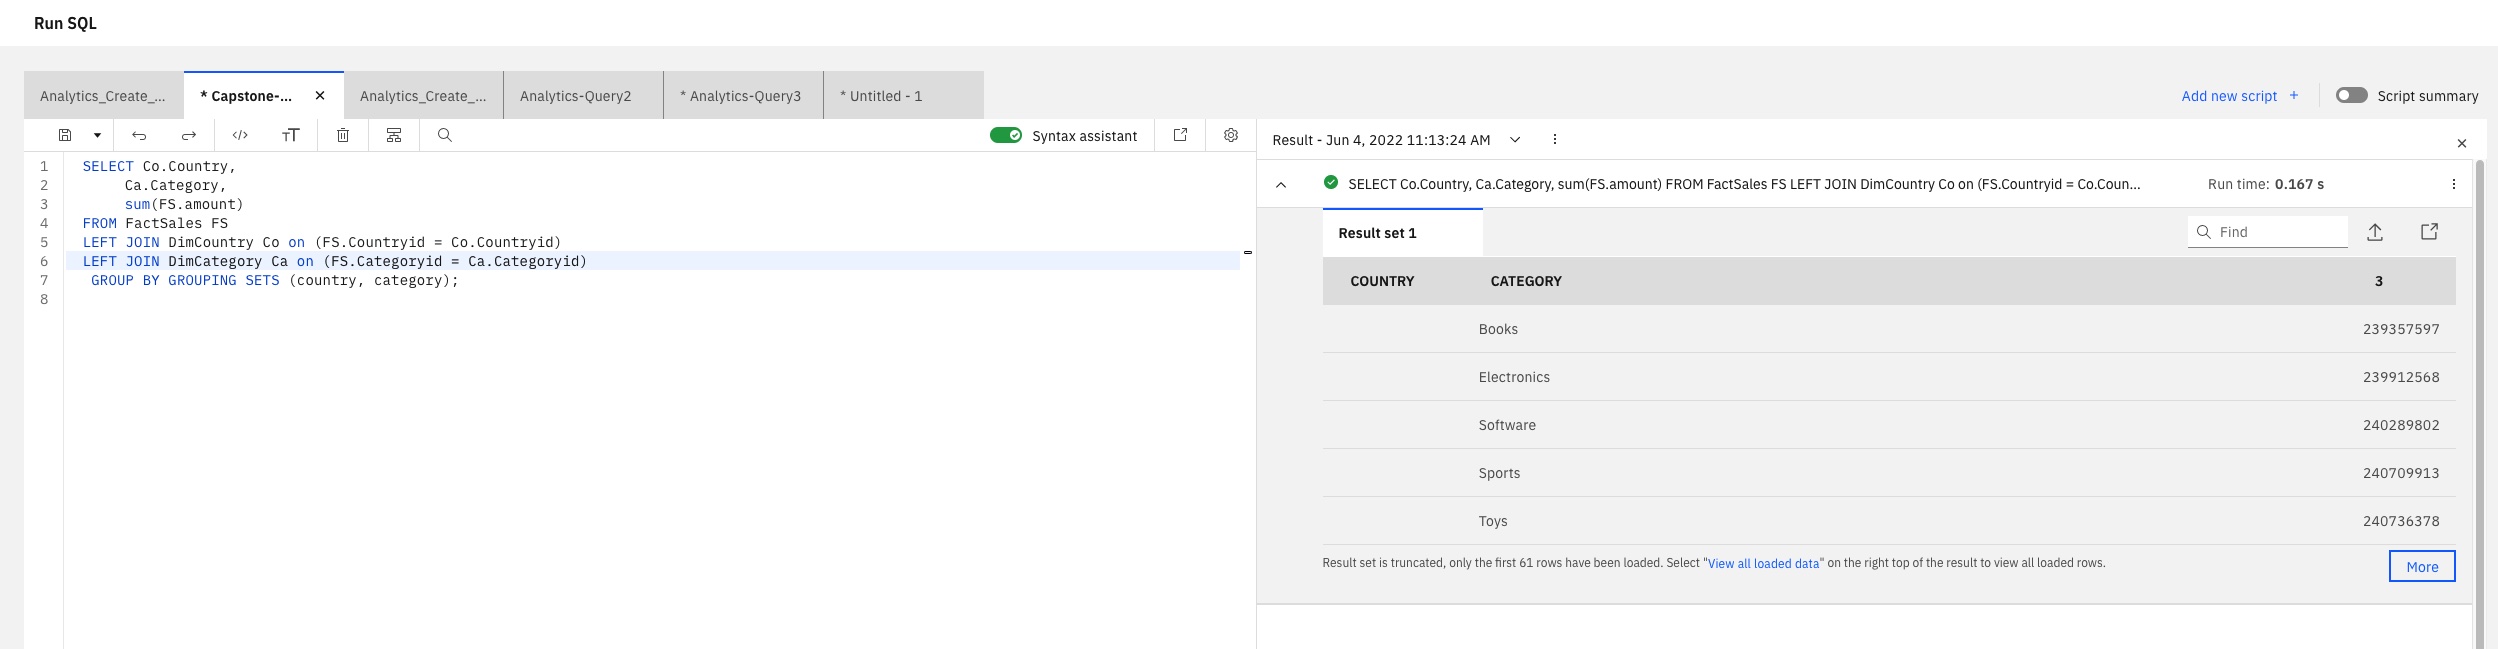 Run SQL
Analytics_Create_...
* Capstone-...
Analytics_Create_...
Analytics-Query2
* Analytics-Query3
* Untitled - 1
Add new script +
Script summary
Syntax assistant
1 SELECT Co.Country,
2 Ca.Category,
3 sum(FS.amount)
4 FROM FactSales FS
5 LEFT JOIN DimCountry Co on (FS.Countryid = Co.Countryid)
6 LEFT JOIN DimCategory Ca on (FS.Categoryid = Ca.Categoryid)
7 GROUP BY GROUPING SETS (country, category);
8
Result - Jun 4, 2022 11:13:24 AM
SELECT Co.Country, Ca.Category, sum(FS.amount) FROM FactSales FS LEFT JOIN DimCountry Co on (FS.Countryid = Co.Coun...
Run time: 0.167 s
Result set 1
Find
COUNTRY CATEGORY 3
Books 239357597
Electronics 239912568
Software 240289802
Sports 240709913
Toys 240736378
Result set is truncated, only the first 61 rows have been loaded. Select "View all loaded data" on the right top of the result to view all loaded rows.
More